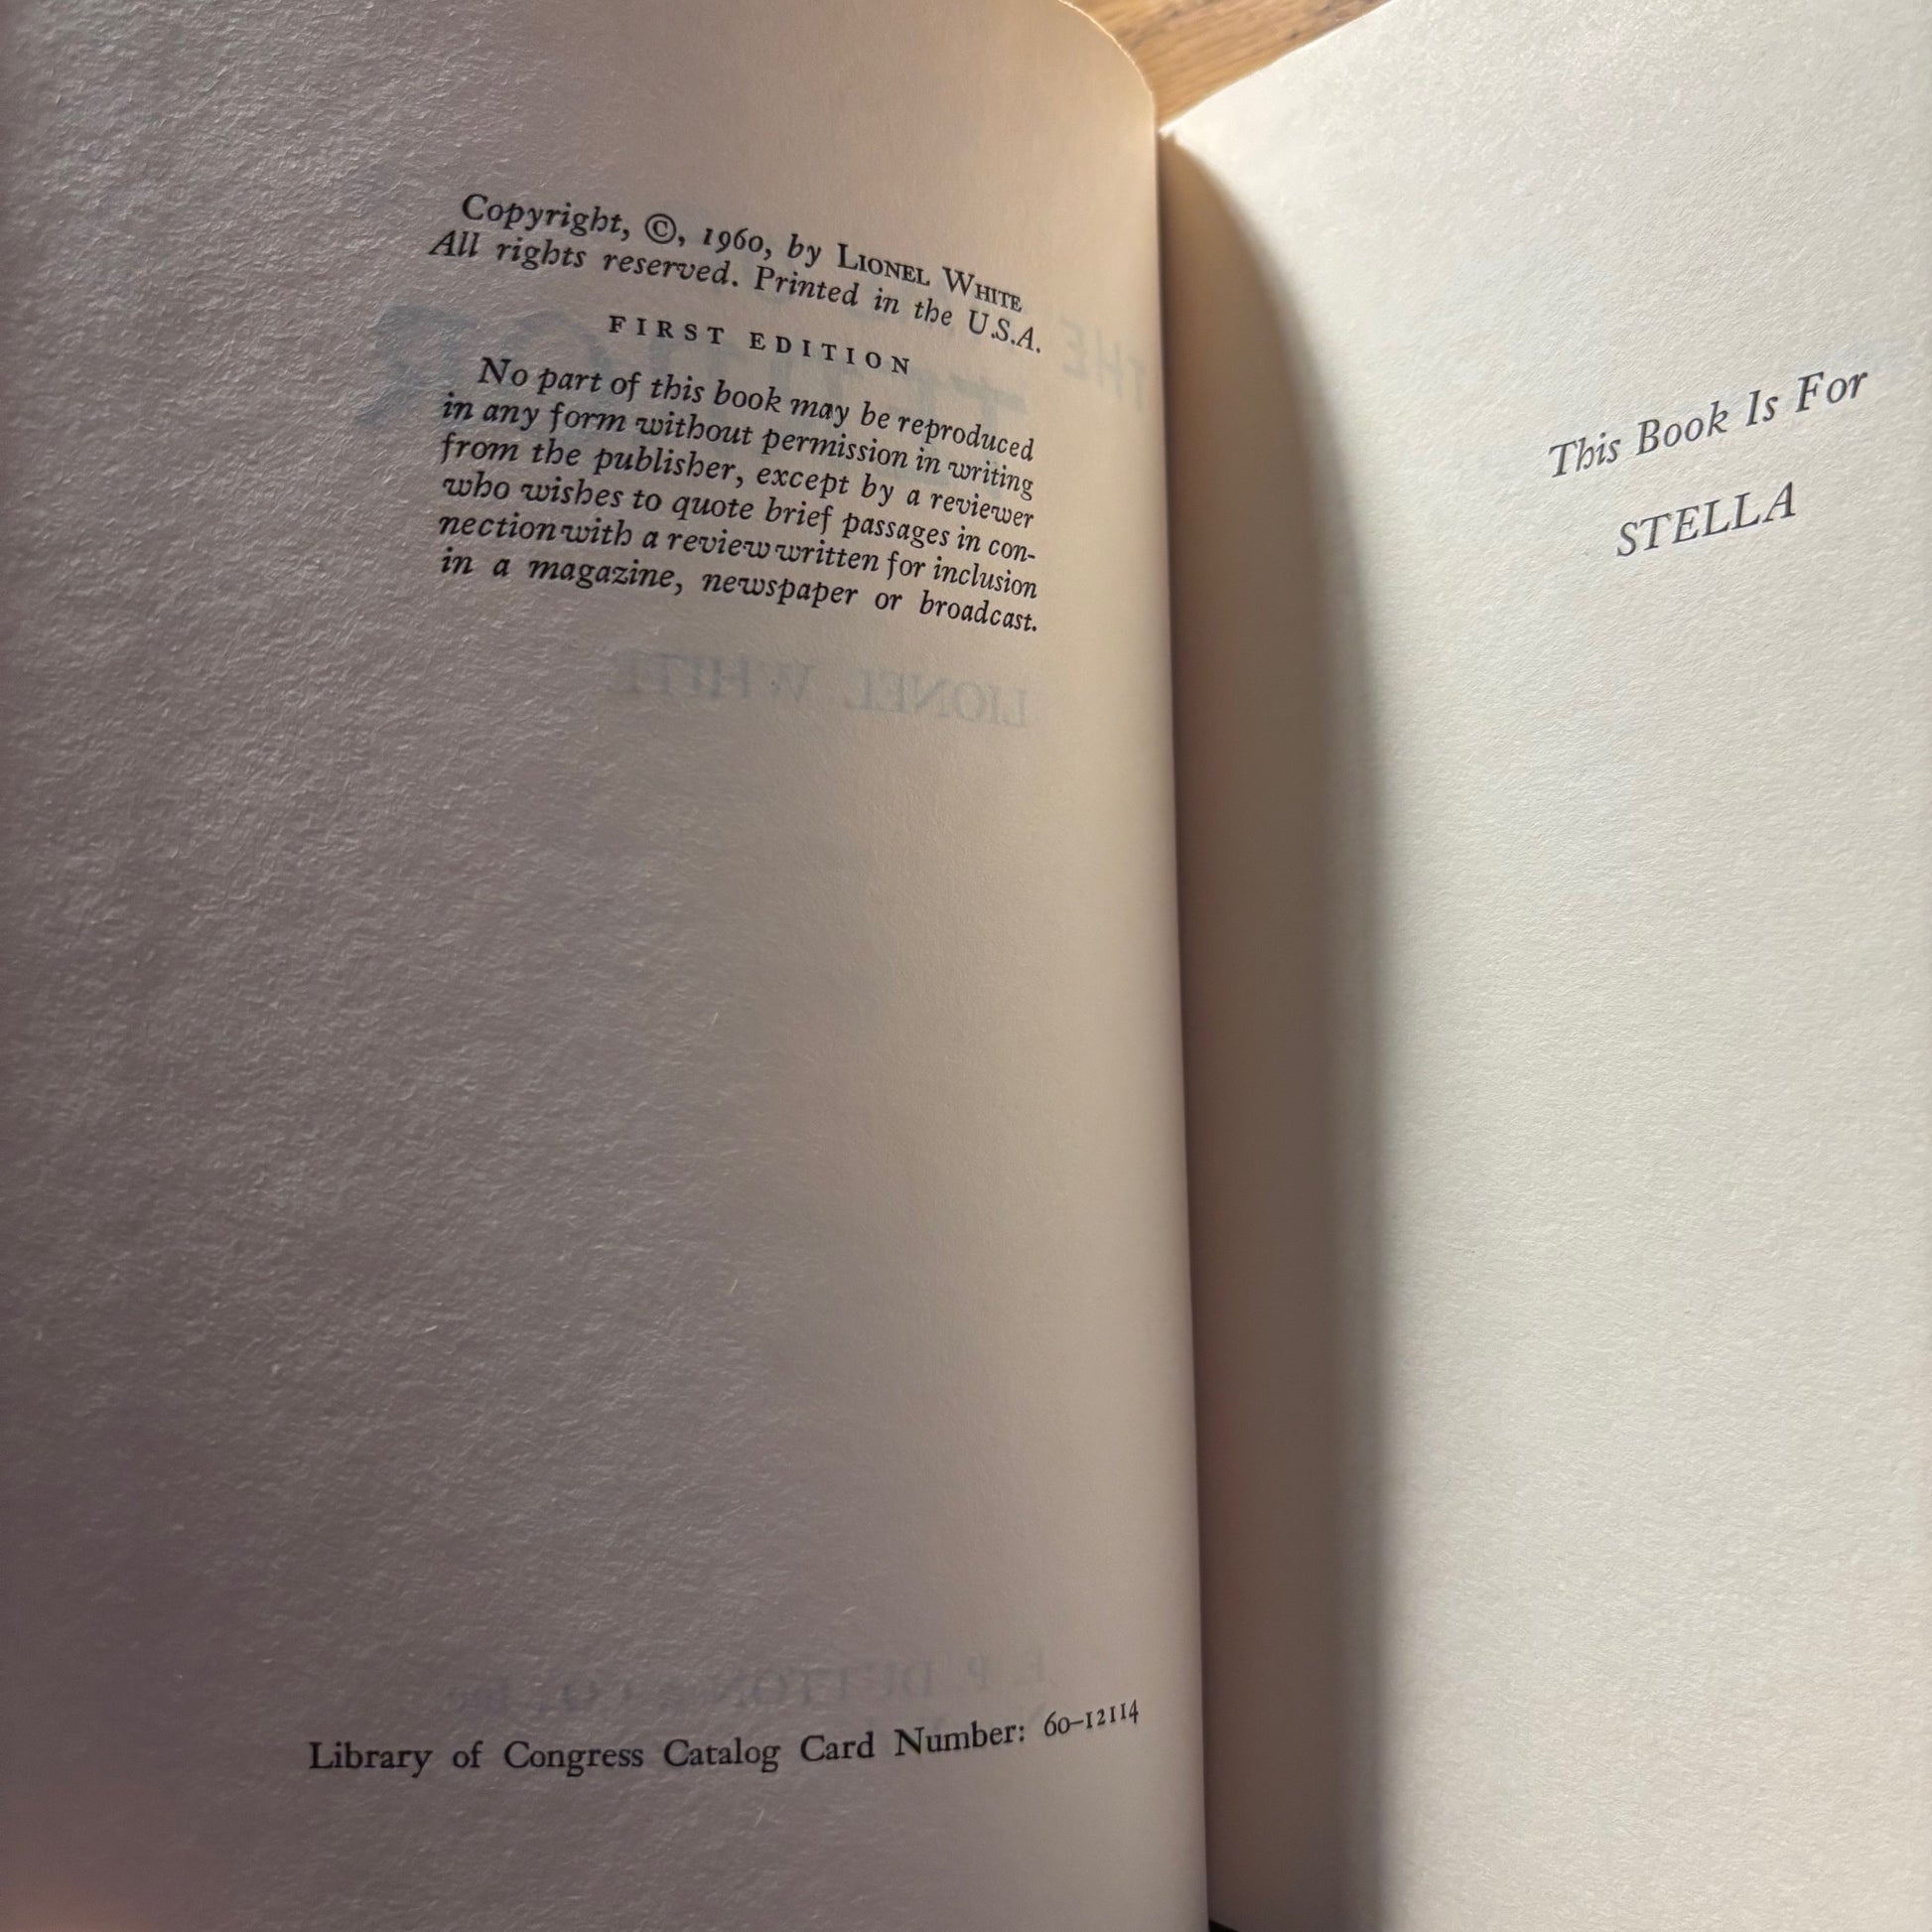 Copyright, ©, 1960, by LIONEL WHITE
All rights reserved. Printed in the U.S.A.
FIRST EDITION
No part of this book may be reproduced
in any form without permission in writing
from the publisher, except by a reviewer
who wishes to quote brief passages in con-
nection with a review written for inclusion
in a magazine, newspaper or broadcast.
LIONEL WHITE
Library of Congress Catalog Card Number: 60-12114
This Book Is For
STELLA